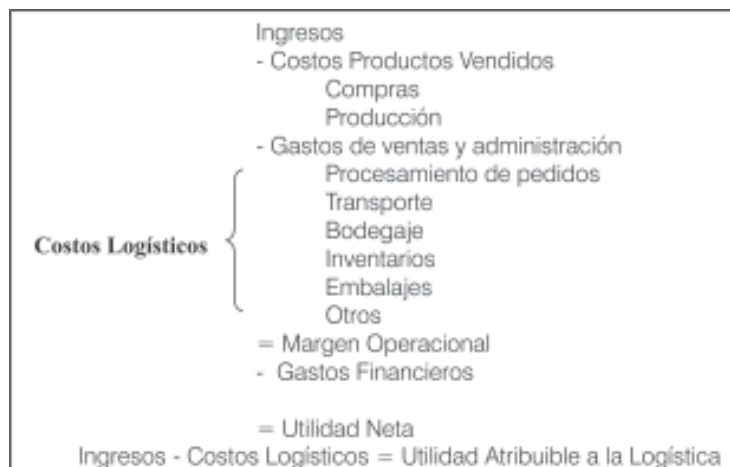 Ingresos
- Costos Productos Vendidos
Compras
Producción
- Gastos de ventas y administración
Procesamiento de pedidos
Transporte
Bodegaje
Costos Logísticos
Inventarios
Embalajes
Otros
= Margen Operacional
- Gastos Financieros
= Utilidad Neta
Ingresos - Costos Logísticos = Utilidad Atribuible a la Logística